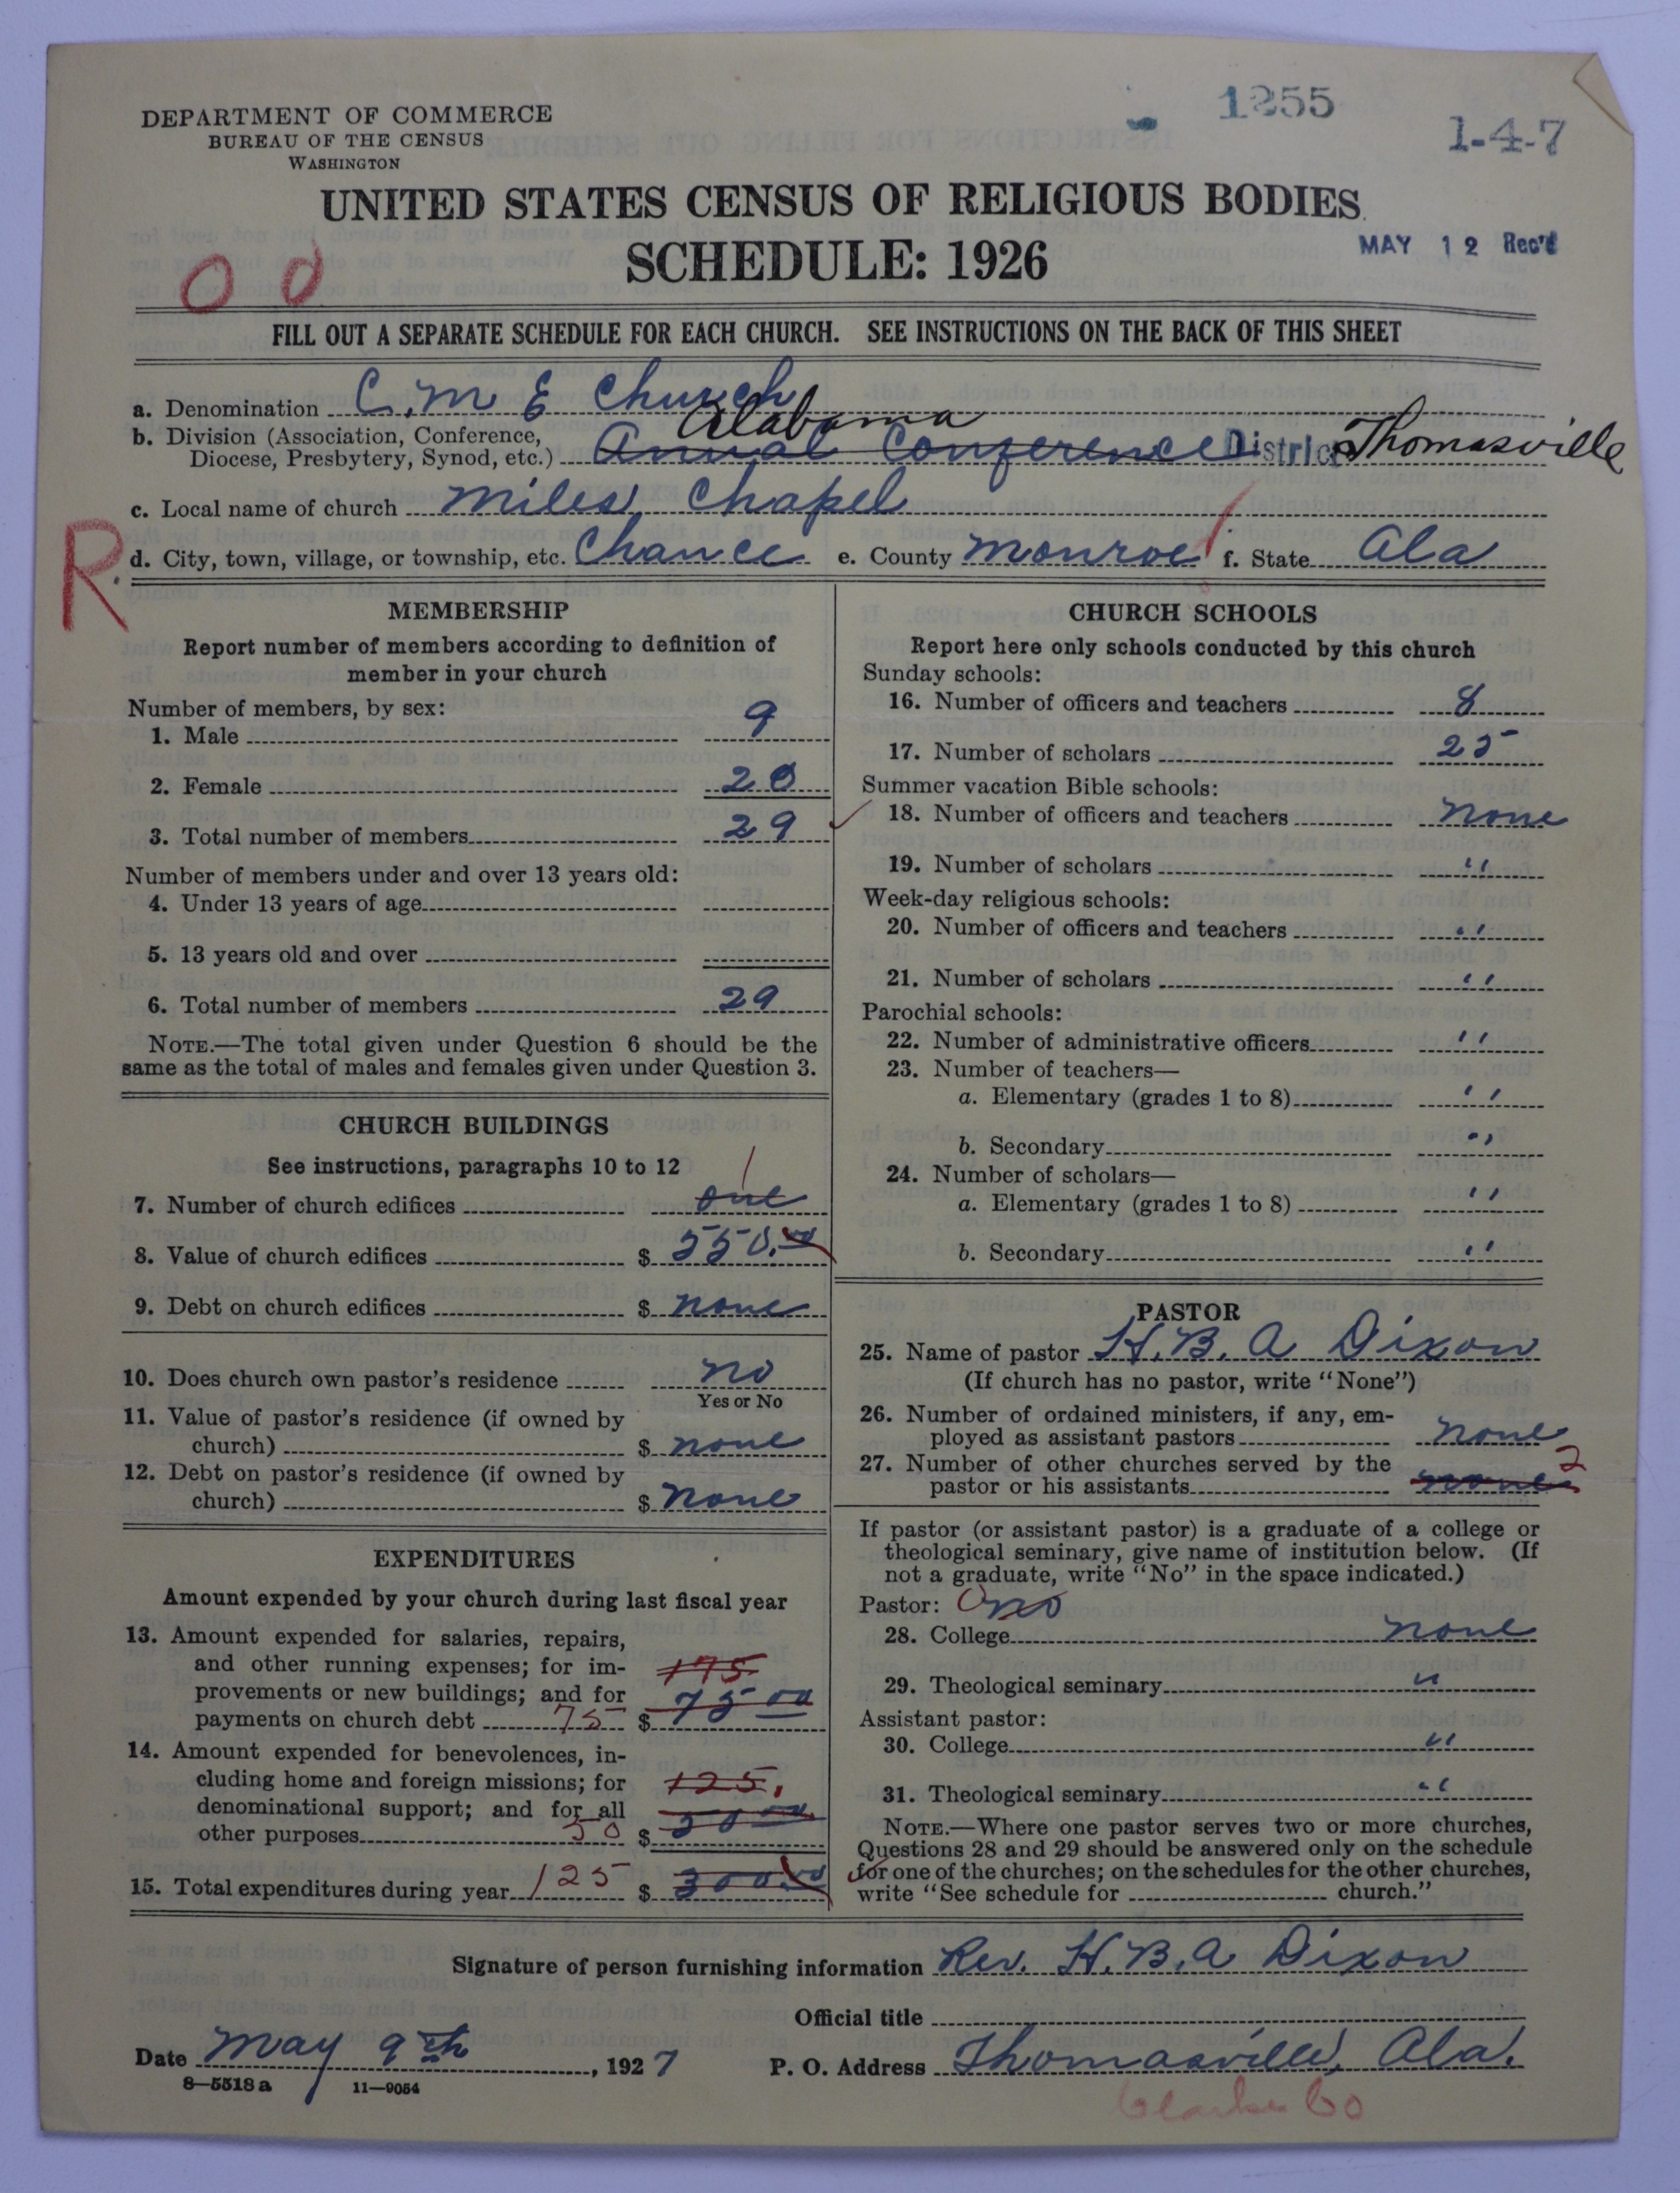 1255
1-4-7
DEPARTMENT OF COMMERCE
BUREAU OF THE CENSUS
WASHINGTON
UNITED STATES CENSUS OF RELIGIOUS BODIES
SCHEDULE: 1926
MAY 12 Rec'd
0 0
FILL OUT A SEPARATE SCHEDULE FOR EACH CHURCH. SEE INSTRUCTIONS ON THE BACK OF THIS SHEET
a. Denomination C. M E Church
Alabama
b. Division (Association, Conference, Diocese, Presbytery, Synod, etc.) Annual Conference District Thomasville
c. Local name of church Miles Chapel
R
d. City, town, village, or township, etc. Chance e. County Monroe f. State Ala
MEMBERSHIP
Report number of members according to definition of
member in your church
Number of members, by sex:
1. Male 9
2. Female 20
3. Total number of members 29
Number of members under and over 13 years old:
4. Under 13 years of age
5. 13 years old and over
6. Total number of members 29
NOTE.—The total given under Question 6 should be the
same as the total of males and females given under Question 3.
CHURCH BUILDINGS
See instructions, paragraphs 10 to 12
1
7. Number of church edifices one
8. Value of church edifices $ 550.00
9. Debt on church edifices $ none
10. Does church own pastor's residence no
Yes or No
11. Value of pastor's residence (if owned by
church) $ none
12. Debt on pastor's residence (if owned by
church) $ none
EXPENDITURES
Amount expended by your church during last fiscal year
13. Amount expended for salaries, repairs,
and other running expenses; for im-
175
provements or new buildings; and for 75 00
payments on church debt 75 $
14. Amount expended for benevolences, in-
cluding home and foreign missions; for 125.
denominational support; and for all 50 00
other purposes 50 $
15. Total expenditures during year 125 $ 300.00
CHURCH SCHOOLS
Report here only schools conducted by this church
Sunday schools:
16. Number of officers and teachers 8
17. Number of scholars 25
Summer vacation Bible schools:
18. Number of officers and teachers none
19. Number of scholars "
Week-day religious schools:
20. Number of officers and teachers "
21. Number of scholars "
Parochial schools:
22. Number of administrative officers "
23. Number of teachers—
a. Elementary (grades 1 to 8) "
b. Secondary "
24. Number of scholars—
a. Elementary (grades 1 to 8) "
b. Secondary "
PASTOR
25. Name of pastor H. B. A Dixon
(If church has no pastor, write "None")
26. Number of ordained ministers, if any, em-
ployed as assistant pastors none
27. Number of other churches served by the 2
pastor or his assistants none
If pastor (or assistant pastor) is a graduate of a college or
theological seminary, give name of institution below. (If
not a graduate, write "No" in the space indicated.)
Pastor: no
28. College none
29. Theological seminary "
Assistant pastor:
30. College "
31. Theological seminary "
NOTE.—Where one pastor serves two or more churches,
Questions 28 and 29 should be answered only on the schedule
for one of the churches; on the schedules for the other churches,
write "See schedule for church."
Signature of person furnishing information Rev. H. B. A Dixon
Official title
Date May 9th, 1927 P. O. Address Thomasville, Ala.
8—5518 a 11—9054
Clarke Co